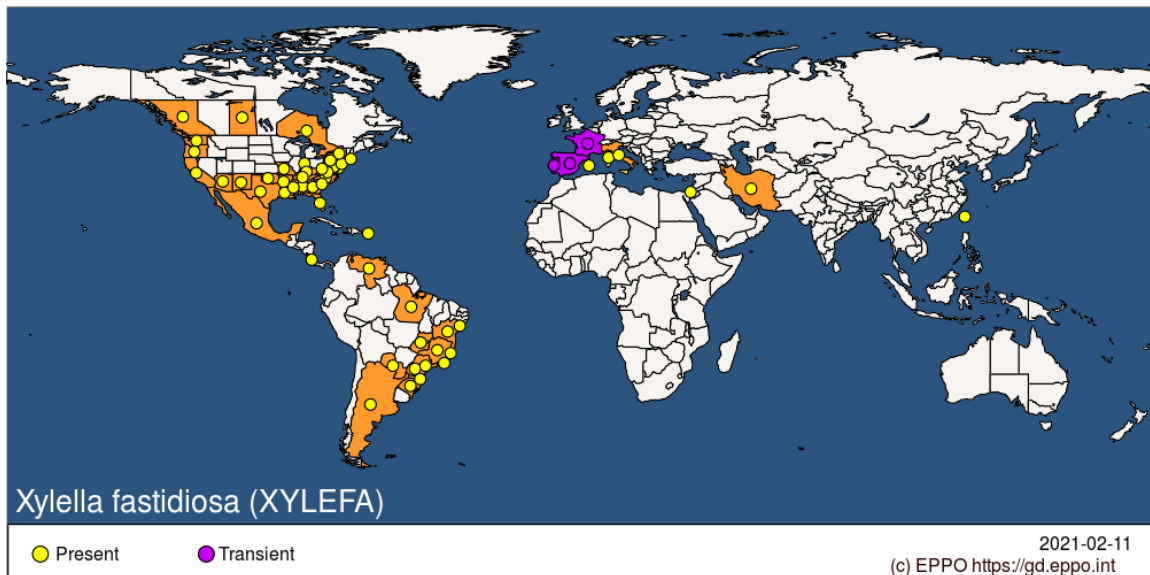 Xylella fastidiosa (XYLEFA)
Present
Transient
2021-02-11
(c) EPPO https://gd.eppo.int